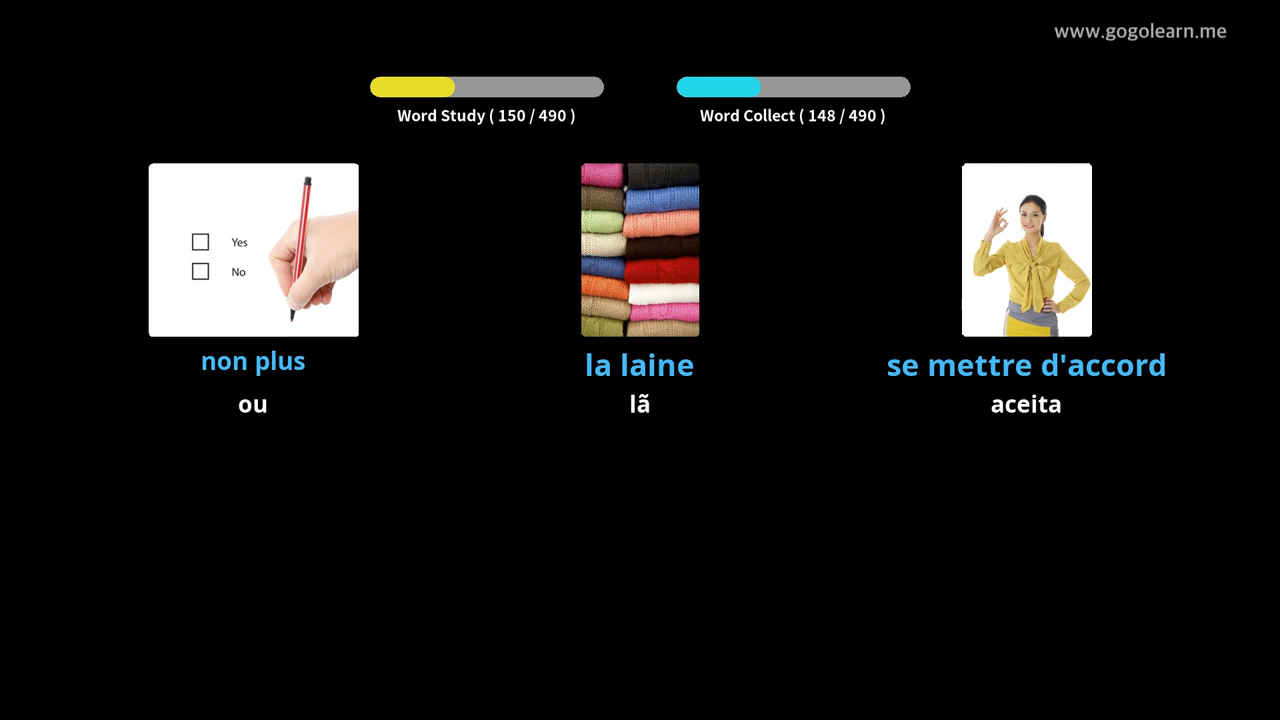 www.gogolearn.me
Word Study ( 150 / 490 )
Word Collect ( 148 / 490 )
Yes
No
non plus
ou
la laine
lã
se mettre d'accord
aceita